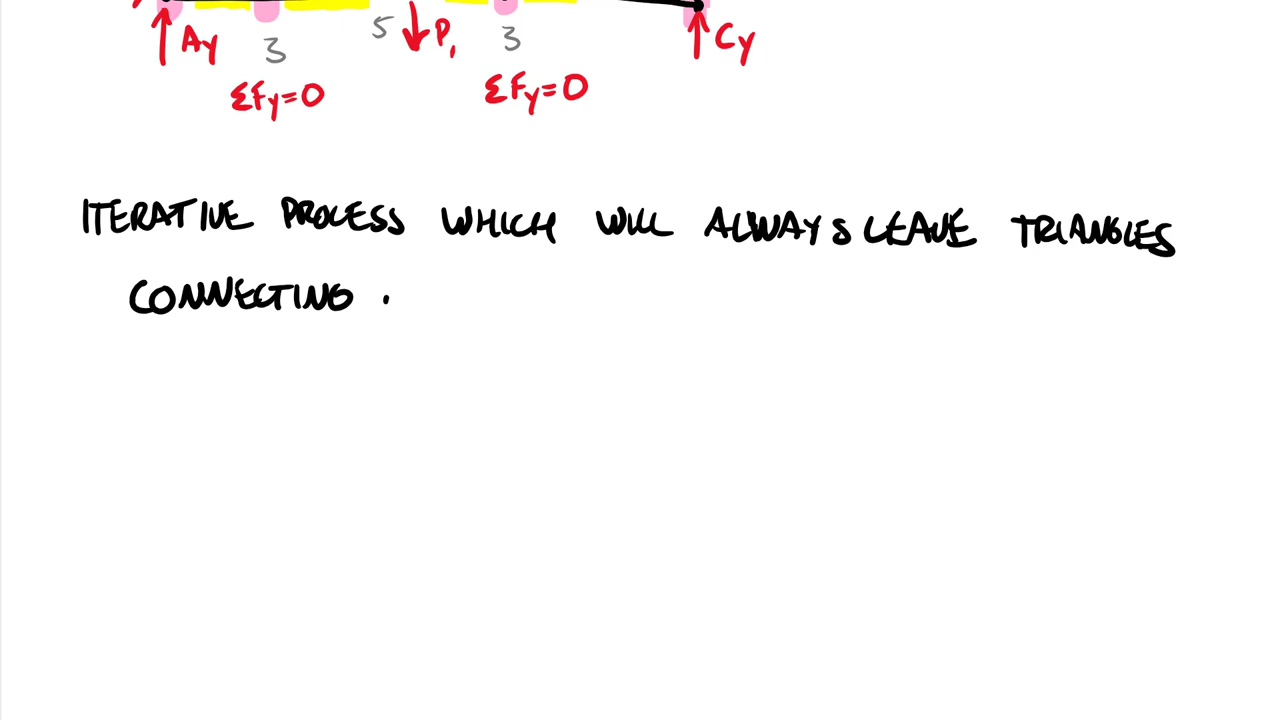 Ay 3 5 P₁ 3 Cy
ΣFy=0 ΣFy=0
ITERATIVE PROCESS WHICH WILL ALWAYS LEAVE TRIANGLES
CONNECTING .